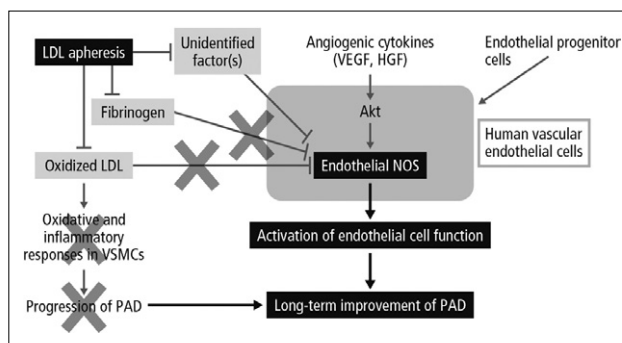 LDL apheresis
Unidentified
factor(s)
Angiogenic cytokines
(VEGF, HGF)
Endothelial progenitor
cells
Fibrinogen
Akt
Human vascular
endothelial cells
Oxidized LDL
Endothelial NOS
Oxidative and
inflammatory
responses in VSMCs
Activation of endothelial cell function
Progression of PAD
Long-term improvement of PAD